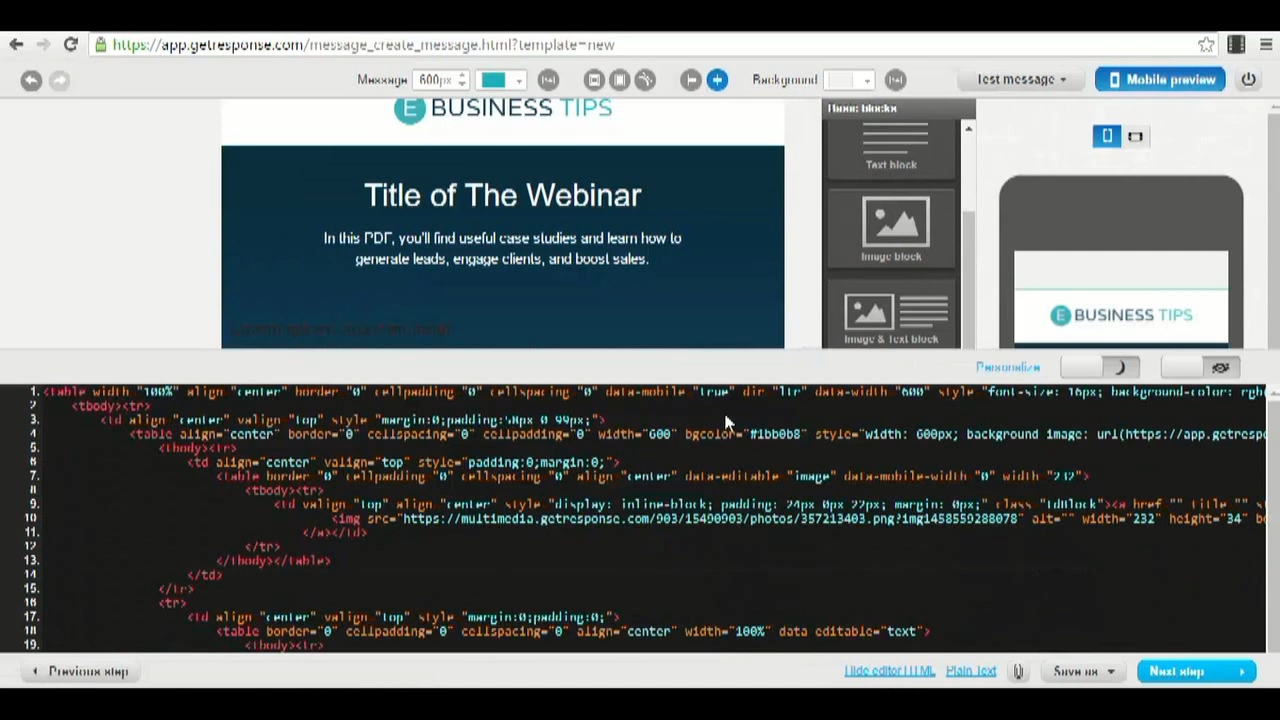 https://app.getresponse.com/message_create_message.html?template=new
Message 600px Background Test message Mobile preview
E BUSINESS TIPS
Title of The Webinar
In this PDF, you'll find useful case studies and learn how to
generate leads, engage clients, and boost sales.
Basic blocks
Text block
Image block
Image & Text block
E BUSINESS TIPS
Personalize
1. <table width="100%" align="center" border="0" cellpadding="0" cellspacing="0" data-mobile="true" dir="ltr" data-width="600" style="font-size: 16px; background-color:
2 <tbody><tr>
3. <td align="center" valign="top" style="margin:0;padding:50px 0 99px;">
4 <table align="center" border="0" cellspacing="0" cellpadding="0" width="600" bgcolor="#1bb0b8" style="width: 600px; background image: url(https://app.getrespo
5. <tbody><tr>
6. <td align="center" valign="top" style="padding:0;margin:0;">
7. <table border="0" cellpadding="0" cellspacing="0" align="center" data-editable="image" data-mobile-width="0" width="232">
8 <tbody><tr>
9. <td valign="top" align="center" style="display: inline-block; padding: 24px 0px 22px; margin: 0px;" class="tdBlock"><a href="" title=""
10 <img src="https://multimedia.getresponse.com/903/15490903/photos/357213403.png?img1458559288078" alt="" width="232" height="34"
11. </a></td>
12 </tr>
13. </tbody></table>
14 </td>
15. </tr>
16 <tr>
17. <td align="center" valign="top" style="margin:0;padding:0;">
18 <table border="0" cellpadding="0" cellspacing="0" align="center" width="100%" data editable="text">
19. <tbody><tr>
Previous step Hide editor HTML Plain Text Save as Next step